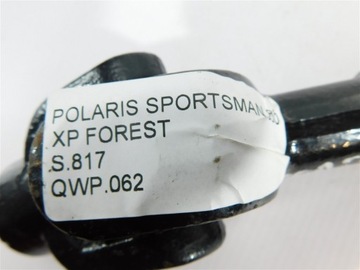 POLARIS SPORTSMAN
XP FOREST
S.817
QWP.062